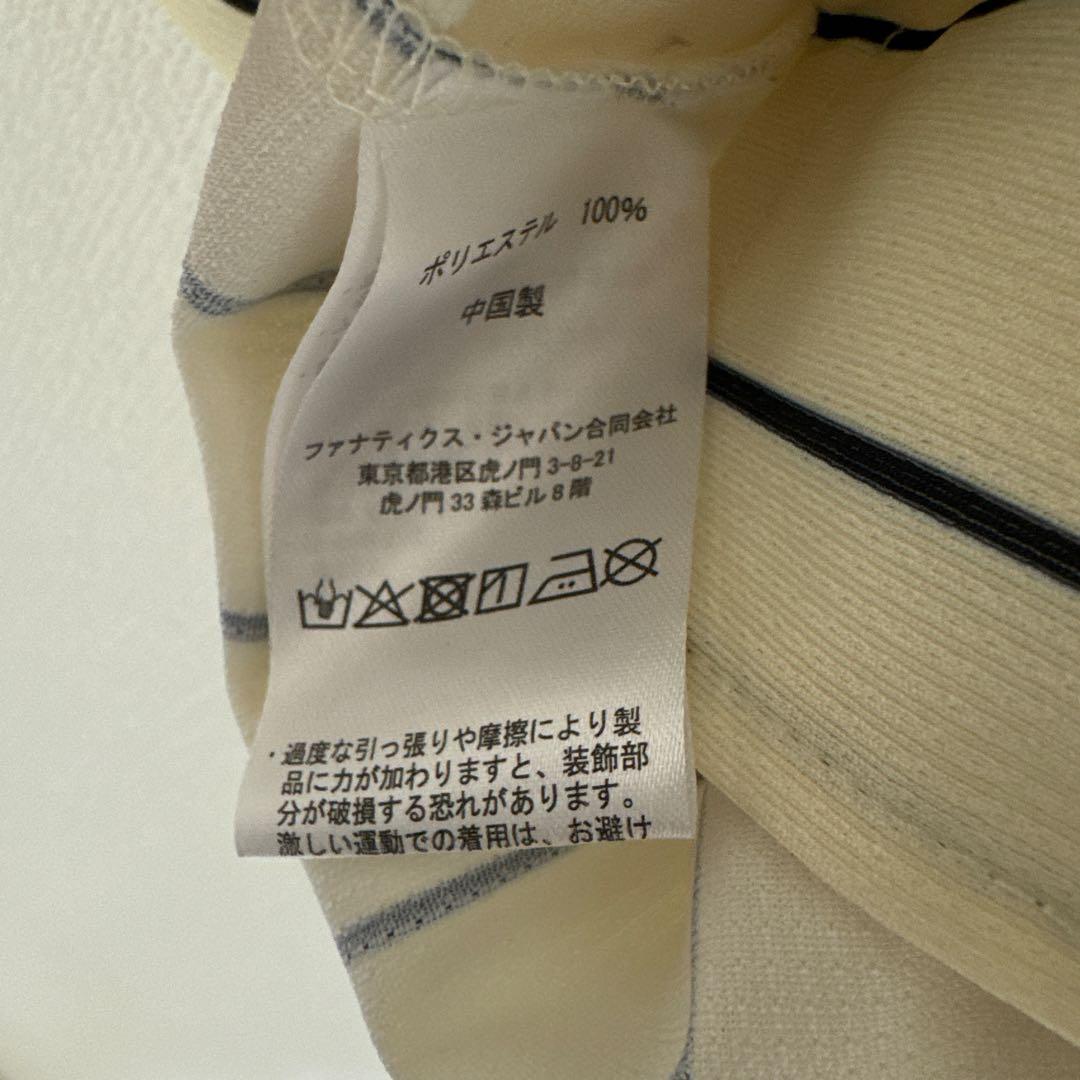 ポリエステル 100%
中国製
ファナティクス・ジャパン合同会社
東京都港区虎ノ門 3-8-21
虎ノ門 33 森ビル 8 階
・過度な引っ張りや摩擦により製
品に力が加わりますと、装飾部
分が破損する恐れがあります。
激しい運動での着用は、お避け